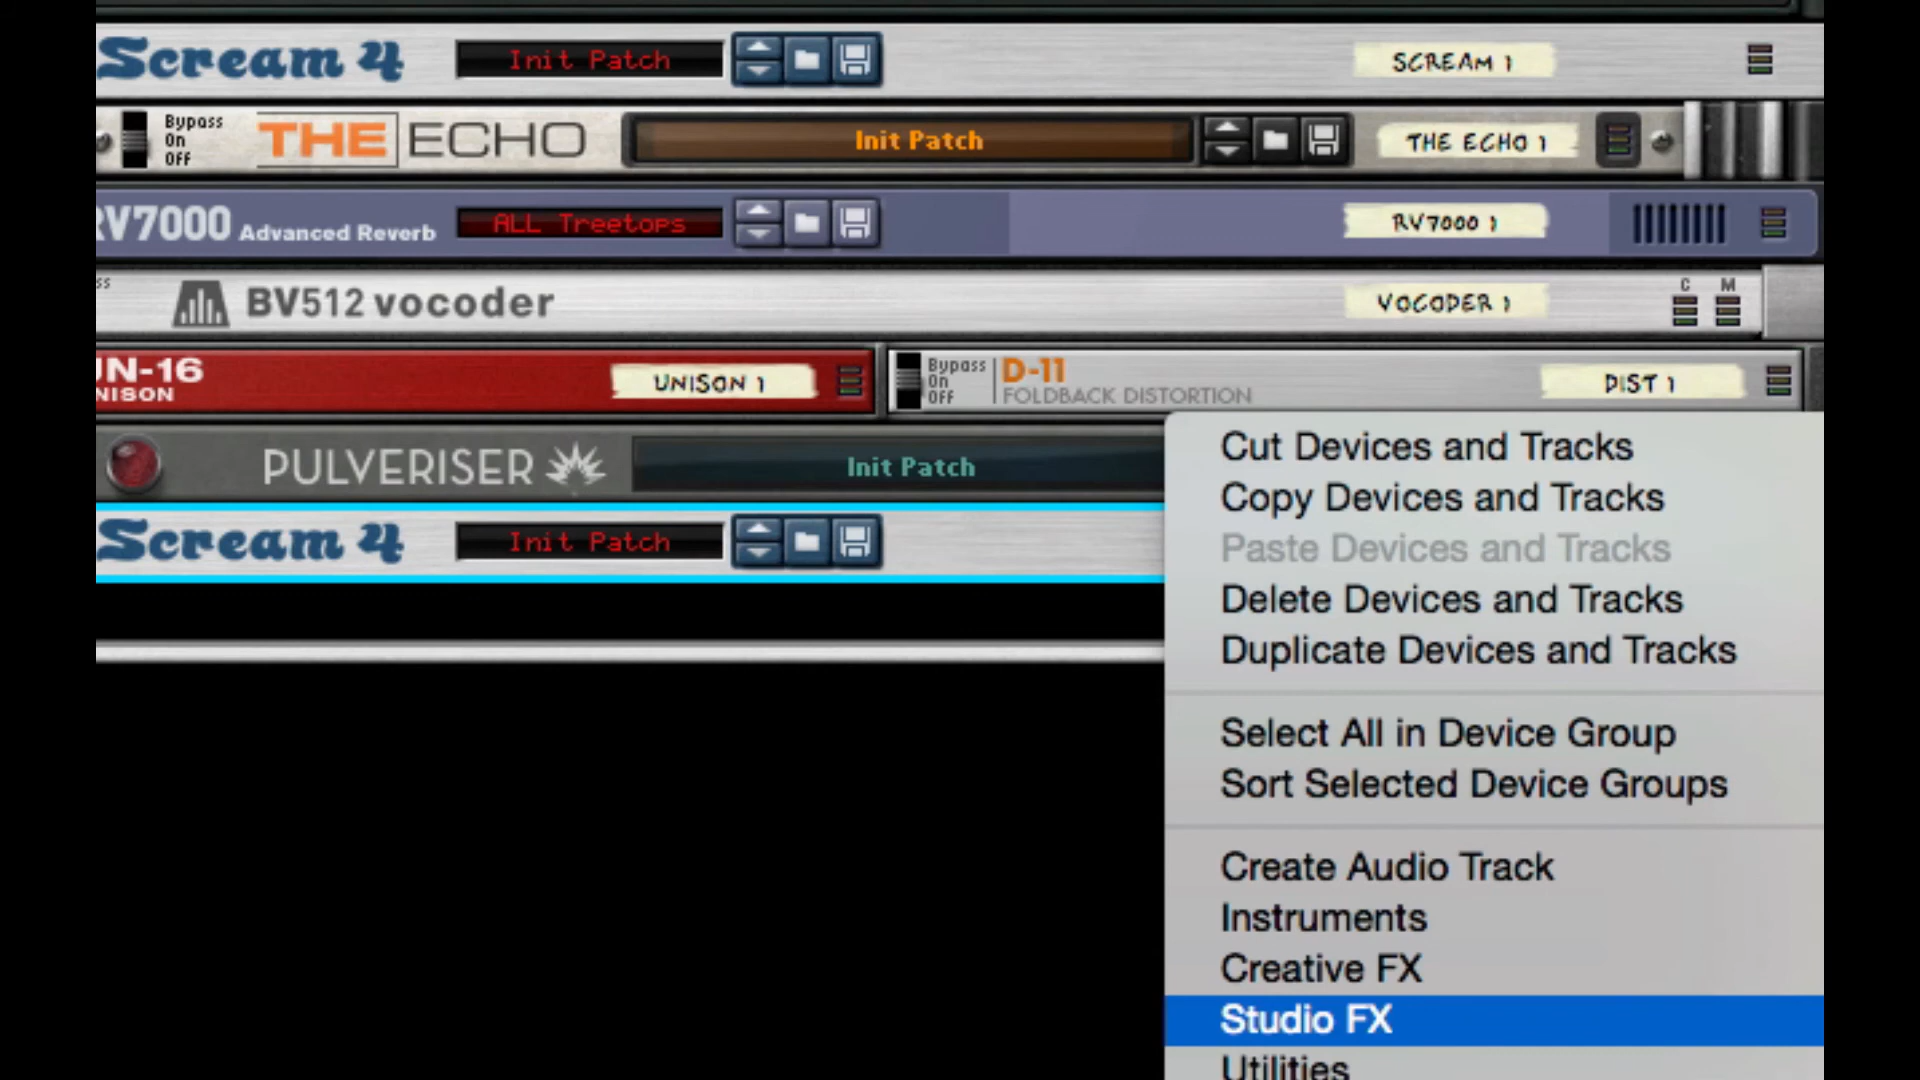 Scream 4 Init Patch SCREAM 1
Bypass
On
Off
THE ECHO Init Patch THE ECHO 1
RV7000 Advanced Reverb ALL Treetops RV7000 1
ss
BV512 vocoder VOCODER 1 C M
UN-16
NISON
UNISON 1
Bypass
On
Off
D-11
FOLDBACK DISTORTION
DIST 1
PULVERISER Init Patch
Scream 4 Init Patch
Cut Devices and Tracks
Copy Devices and Tracks
Paste Devices and Tracks
Delete Devices and Tracks
Duplicate Devices and Tracks
Select All in Device Group
Sort Selected Device Groups
Create Audio Track
Instruments
Creative FX
Studio FX
Utilities